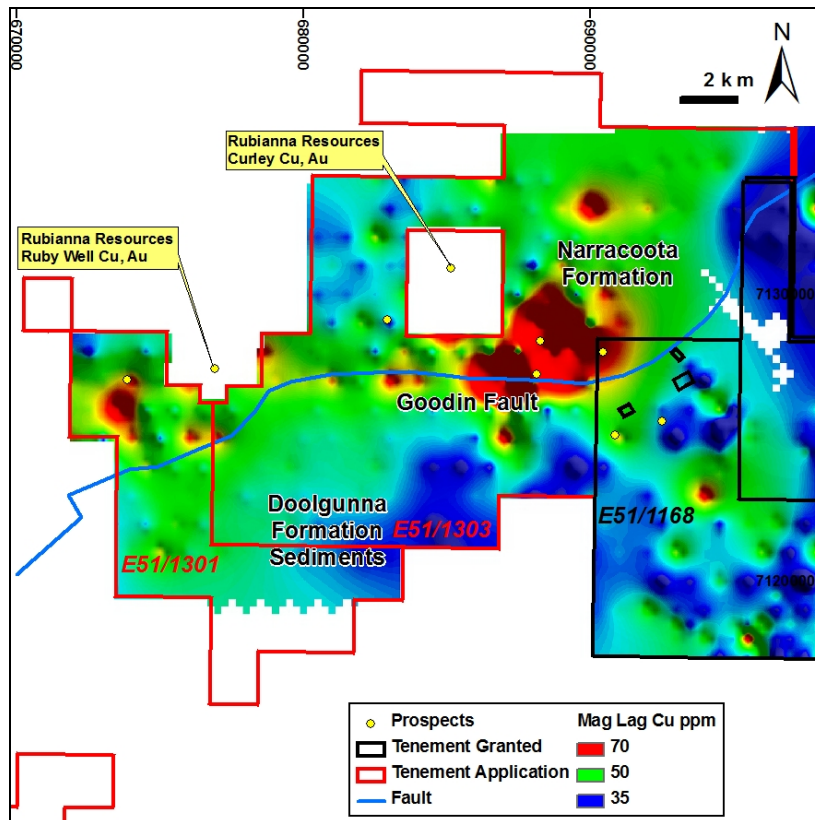 670000
680000
690000
N
2 km
Rubianna Resources
Curley Cu, Au
Rubianna Resources
Ruby Well Cu, Au
Narracoota
Formation
7130000
Goodin Fault
Doolgunna
Formation
Sediments
E51/1303
E51/1168
E51/1301
7120000
Prospects
Tenement Granted
Tenement Application
Fault
Mag Lag Cu ppm
70
50
35